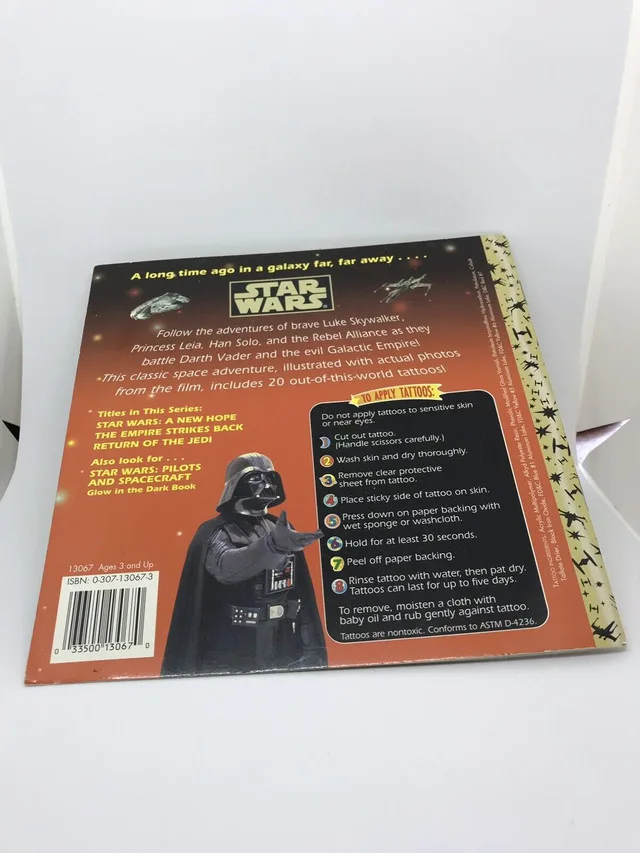 A long time ago in a galaxy far, far away . . . .
STAR
WARS
Follow the adventures of brave Luke Skywalker,
Princess Leia, Han Solo, and the Rebel Alliance as they
battle Darth Vader and the evil Galactic Empire!
This classic space adventure, illustrated with actual photos
from the film, includes 20 out-of-this-world tattoos!
Titles in This Series:
STAR WARS: A NEW HOPE
THE EMPIRE STRIKES BACK
RETURN OF THE JEDI
Also look for . . .
STAR WARS: PILOTS
AND SPACECRAFT
Glow in the Dark Book
TO APPLY TATTOOS:
Do not apply tattoos to sensitive skin
or near eyes.
1 Cut out tattoo.
(Handle scissors carefully.)
2 Wash skin and dry thoroughly.
3 Remove clear protective
sheet from tattoo.
4 Place sticky side of tattoo on skin.
5 Press down on paper backing with
wet sponge or washcloth.
6 Hold for at least 30 seconds.
7 Peel off paper backing.
8 Rinse tattoo with water, then pat dry.
Tattoos can last for up to five days.
To remove, moisten a cloth with
baby oil and rub gently against tattoo.
Tattoos are nontoxic. Conforms to ASTM D-4236.
13067 Ages 3 and Up
ISBN: 0-307-13067-3
0 33500 13067 0